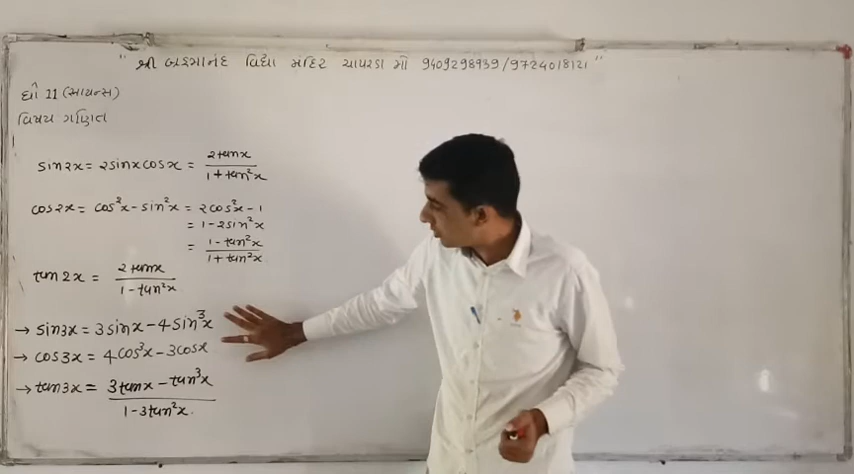 " શ્રી બ્રહ્માનંદ વિદ્યા મંદિર ચાપરડા મો 9409298939/9724018121 "
ધો 11 (સાયન્સ)
વિષય ગણિત
sin2x = 2sinxcosx = 2tanx / 1+tan²x
cos2x = cos²x - sin²x = 2cos²x - 1
= 1 - 2sin²x
= 1 - tan²x / 1 + tan²x
tan2x = 2tanx / 1 - tan²x
→ sin3x = 3sinx - 4sin³x
→ cos3x = 4cos³x - 3cosx
→ tan3x = 3tanx - tan³x / 1 - 3tan²x.